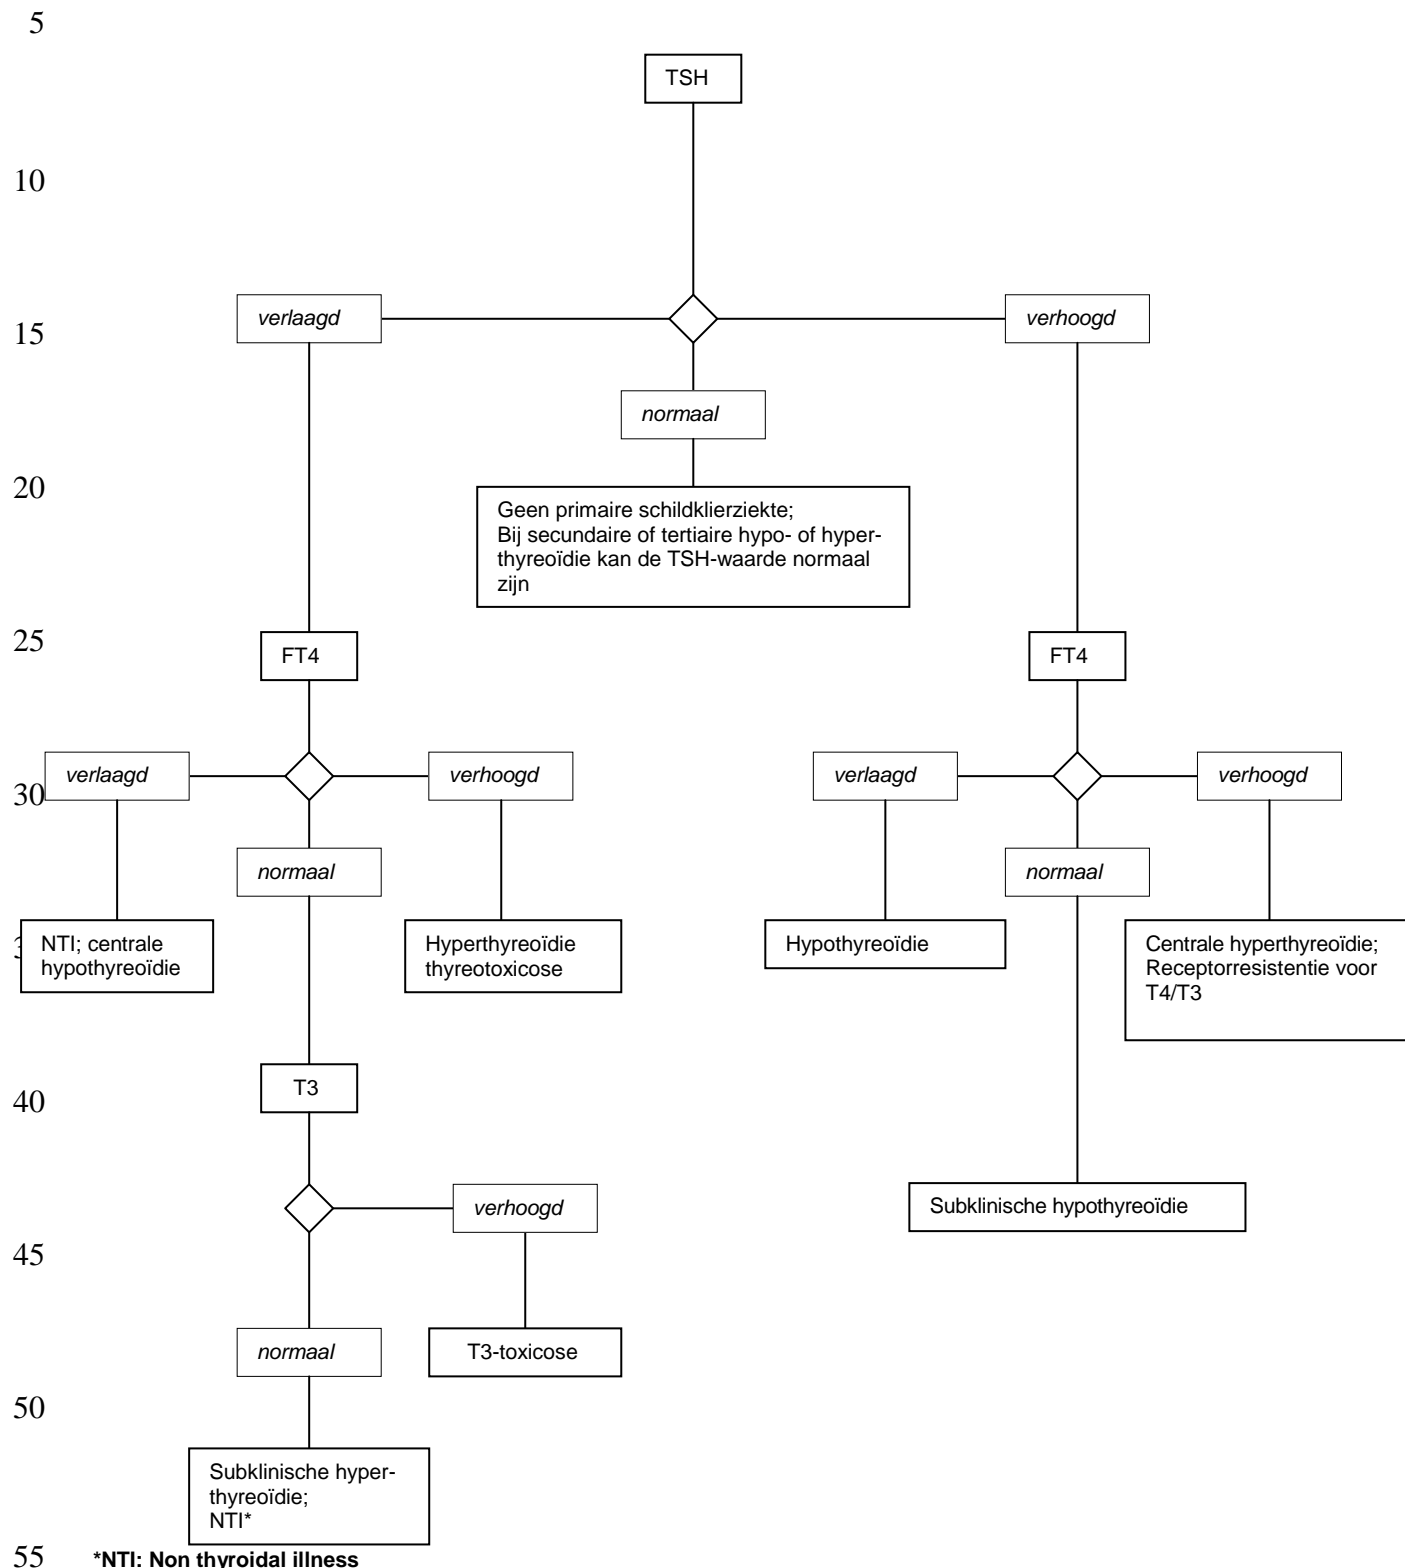 5
TSH
10
verlaagd
verhoogd
15
normaal
20
Geen primaire schildklierziekte;
Bij secundaire of tertiaire hypo- of hyper-
thyreoïdie kan de TSH-waarde normaal
zijn
25
FT4
FT4
verlaagd
verhoogd
verlaagd
verhoogd
30
normaal
normaal
NTI; centrale
hypothyreoïdie
Hyperthyreoïdie
thyreotoxicose
Hypothyreoïdie
Centrale hyperthyreoïdie;
Receptorresistentie voor
T4/T3
T3
40
verhoogd
Subklinische hypothyreoïdie
45
normaal
T3-toxicose
50
Subklinische hyper-
thyreoïdie;
NTI*
55
*NTI: Non thyroidal illness